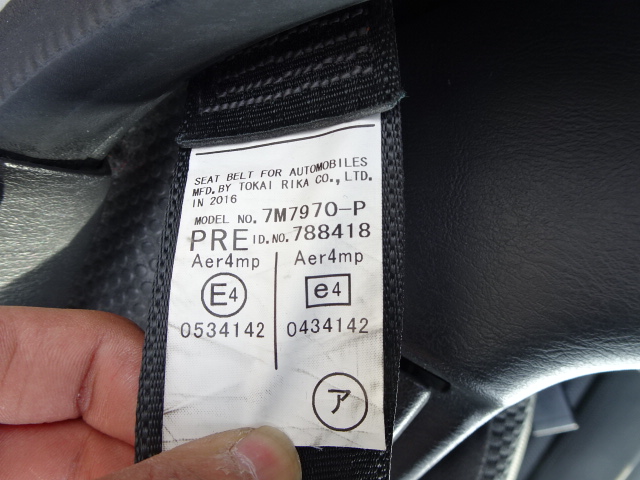 SEAT BELT FOR AUTOMOBILES
MFD. BY TOKAI RIKA CO., LTD.
IN 2016
MODEL NO. 7M7970-P
PRE ID. NO. 788418
Aer4mp Aer4mp
E4 e4
0534142 0434142
ア